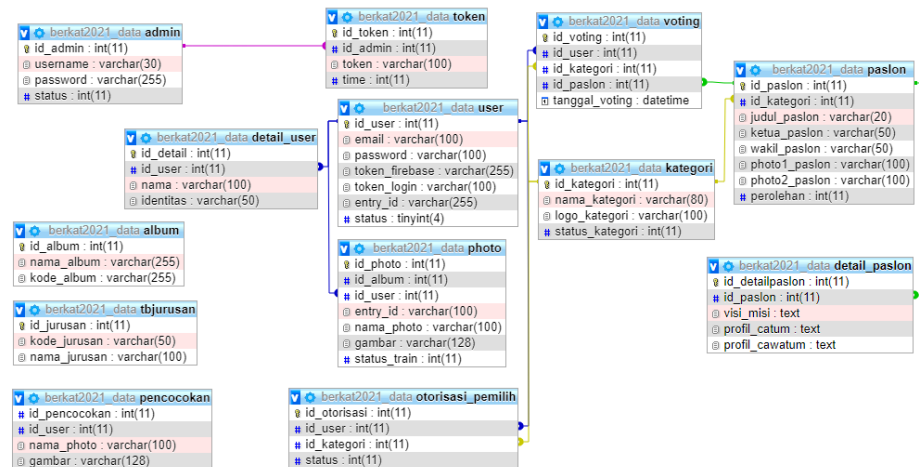 berkat2021_data admin
id_admin : int(11)
username : varchar(30)
password : varchar(255)
# status : int(11)
berkat2021_data token
id_token : int(11)
# id_admin : int(11)
token : varchar(100)
# time : int(11)
berkat2021_data voting
id_voting : int(11)
# id_user : int(11)
# id_kategori : int(11)
# id_paslon : int(11)
tanggal_voting : datetime
berkat2021_data paslon
id_paslon : int(11)
# id_kategori : int(11)
judul_paslon : varchar(20)
ketua_paslon : varchar(50)
wakil_paslon : varchar(50)
photo1_paslon : varchar(100)
photo2_paslon : varchar(100)
# perolehan : int(11)
berkat2021_data user
id_user : int(11)
email : varchar(100)
password : varchar(100)
token_firebase : varchar(255)
token_login : varchar(100)
entry_id : varchar(255)
# status : tinyint(4)
berkat2021_data detail_user
id_detail : int(11)
# id_user : int(11)
nama : varchar(100)
identitas : varchar(50)
berkat2021_data kategori
id_kategori : int(11)
nama_kategori : varchar(80)
logo_kategori : varchar(100)
# status_kategori : int(11)
berkat2021_data album
id_album : int(11)
nama_album : varchar(255)
kode_album : varchar(255)
berkat2021_data photo
id_photo : int(11)
# id_album : int(11)
# id_user : int(11)
entry_id : varchar(100)
nama_photo : varchar(100)
gambar : varchar(128)
# status_train : int(11)
berkat2021_data detail_paslon
id_detailpaslon : int(11)
# id_paslon : int(11)
visi_misi : text
profil_catum : text
profil_cawatum : text
berkat2021_data tbjurusan
id_jurusan : int(11)
kode_jurusan : varchar(50)
nama_jurusan : varchar(100)
berkat2021_data pencocokan
# id_pencocokan : int(11)
# id_user : int(11)
nama_photo : varchar(100)
gambar : varchar(128)
berkat2021_data otorisasi_pemilih
id_otorisasi : int(11)
# id_user : int(11)
# id_kategori : int(11)
# status : int(11)